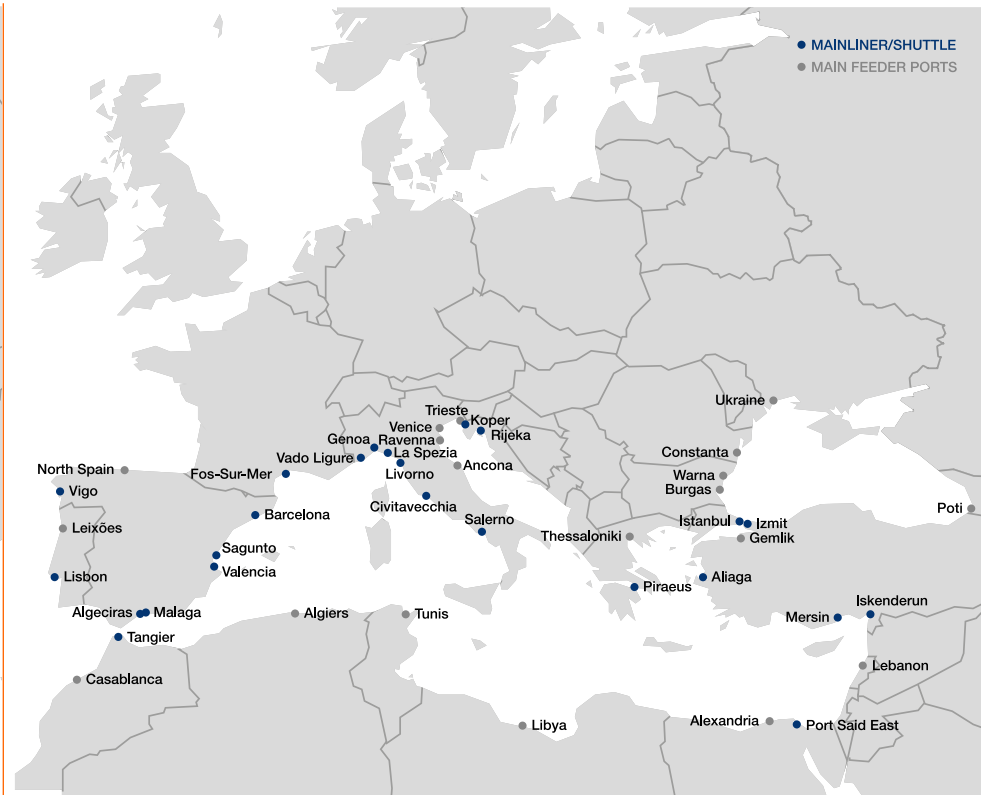 MAINLINER/SHUTTLE
MAIN FEEDER PORTS
Ukraine
Trieste
Koper
Venice
Rijeka
Genoa
Ravenna
La Spezia
Constanta
Vado Ligure
Ancona
North Spain
Fos-Sur-Mer
Livorno
Warna
Burgas
Vigo
Civitavecchia
Poti
Barcelona
Salerno
Istanbul
Izmit
Leixões
Thessaloniki
Gemlik
Sagunto
Valencia
Lisbon
Aliaga
Piraeus
Iskenderun
Algeciras
Malaga
Algiers
Tunis
Mersin
Tangier
Lebanon
Casablanca
Alexandria
Libya
Port Said East